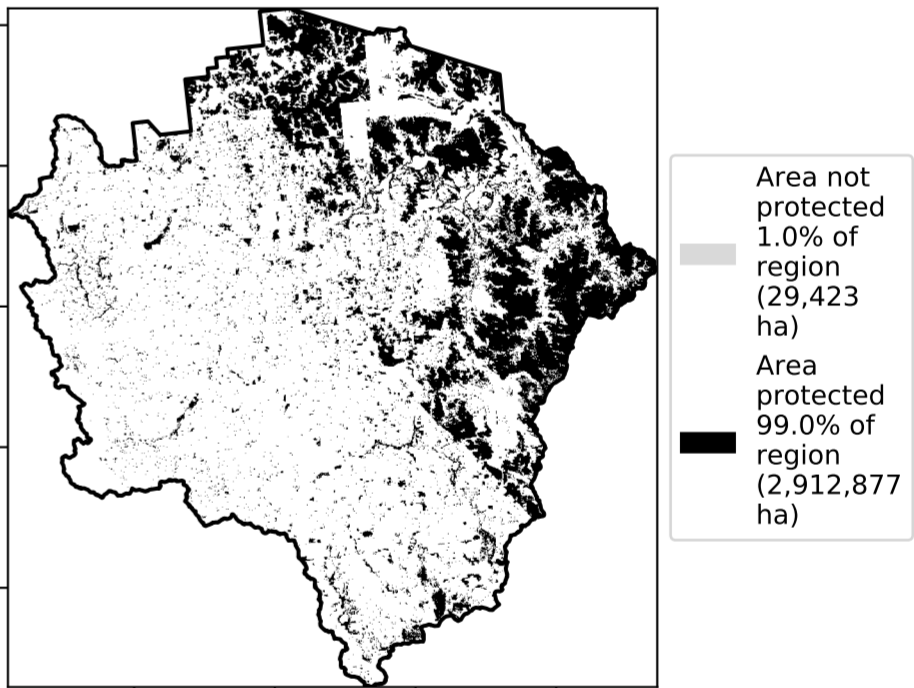 Area not
protected
1.0% of
region
(29,423
ha)
Area
protected
99.0% of
region
(2,912,877
ha)